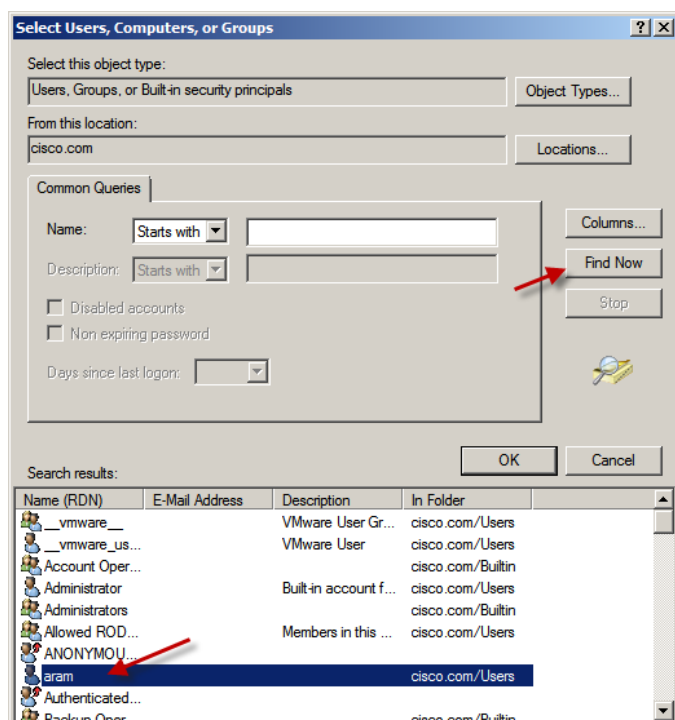 Select Users, Computers, or Groups
Select this object type:
Users, Groups, or Built-in security principals Object Types...
From this location:
cisco.com Locations...
Common Queries
Name: Starts with Columns...
Description: Starts with Find Now
Disabled accounts Stop
Non expiring password
Days since last logon:
OK Cancel
Search results:
Name (RDN) E-Mail Address Description In Folder
__vmware__ VMware User Gr... cisco.com/Users
__vmware_us... VMware User cisco.com/Users
Account Oper... cisco.com/Builtin
Administrator Built-in account f... cisco.com/Users
Administrators cisco.com/Builtin
Allowed ROD... Members in this ... cisco.com/Users
ANONYMOU...
aram cisco.com/Users
Authenticated...
Backup Oper... cisco.com/Builtin